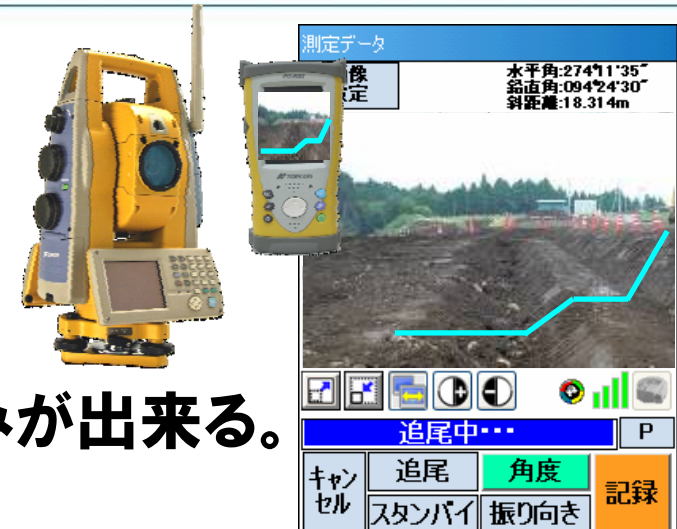 測定データ
像
設定
水平角:274°11'35"
鉛直角:094°24'30"
斜距離:18.314m
TOPCON
みが出来る。
追尾中・・・
P
キャン
セル
追尾
角度
記録
スタンバイ
振り向き